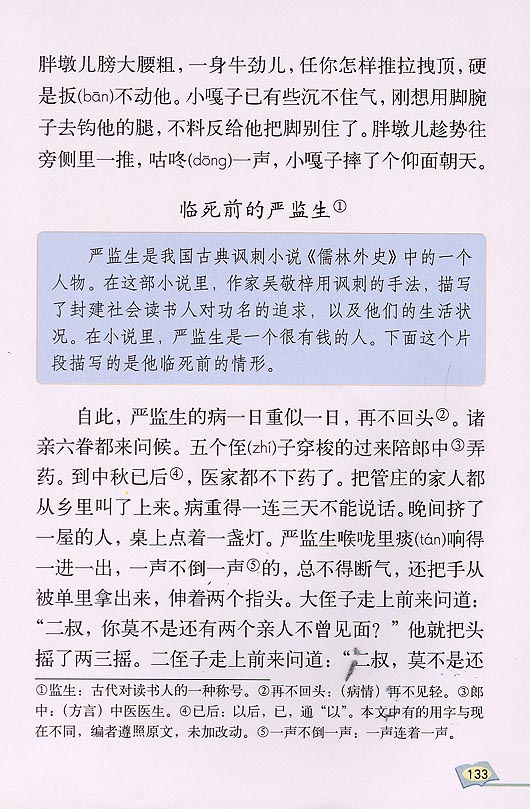 胖墩儿膀大腰粗，一身牛劲儿，任你怎样推拉拽顶，硬
是扳(bān)不动他。小嘎子已有些沉不住气，刚想用脚腕
子去钩他的腿，不料反给他把脚别住了。胖墩儿趁势往
旁侧里一推，咕咚(dōng)一声，小嘎子摔了个仰面朝天。
临死前的严监生①
严监生是我国古典讽刺小说《儒林外史》中的一个
人物。在这部小说里，作家吴敬梓用讽刺的手法，描写
了封建社会读书人对功名的追求，以及他们的生活状
况。在小说里，严监生是一个很有钱的人。下面这个片
段描写的是他临死前的情形。
自此，严监生的病一日重似一日，再不回头②。诸
亲六眷都来问候。五个侄(zhí)子穿梭的过来陪郎中③弄
药。到中秋已后④，医家都不下药了。把管庄的家人都
从乡里叫了上来。病重得一连三天不能说话。晚间挤了
一屋的人，桌上点着一盏灯。严监生喉咙里痰(tán)响得
一进一出，一声不倒一声⑤的，总不得断气，还把手从
被单里拿出来，伸着两个指头。大侄子走上前来问道：
“二叔，你莫不是还有两个亲人不曾见面？”他就把头
摇了两三摇。二侄子走上前来问道：“二叔，莫不是还
①监生：古代对读书人的一种称号。②再不回头：（病情）再不见轻。③郎
中：（方言）中医医生。④已后：以后，已，通“以”。本文中有的用字与现
在不同，编者遵照原文，未加改动。⑤一声不倒一声：一声连着一声。
133